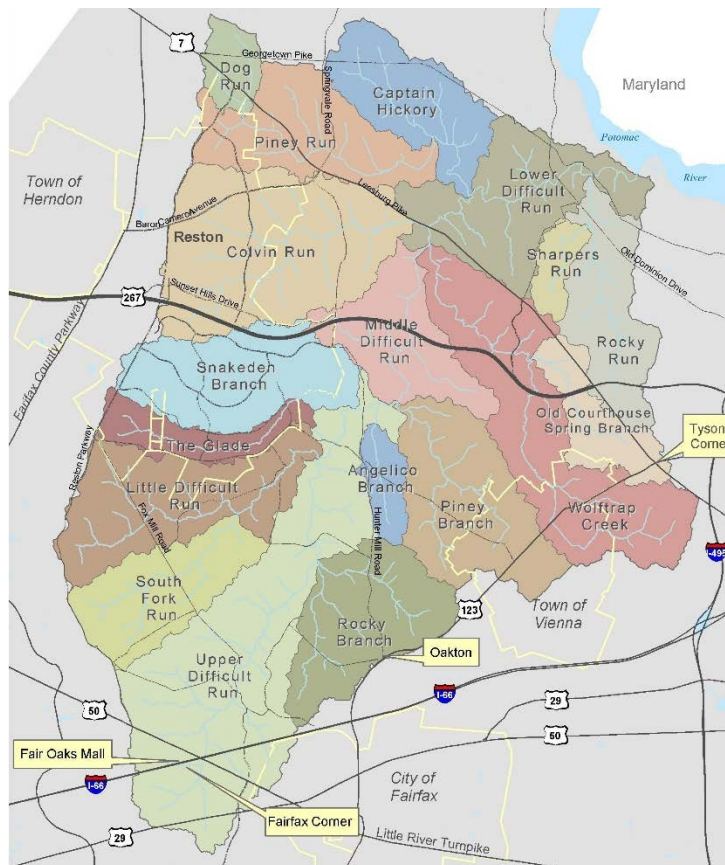 7
Georgetown Pike
Dog
Run
Springvale Road
Captain
Hickory
Maryland
Piney Run
Potomac
River
Town of
Herndon
Lower
Difficult
Run
Leesburg Pike
Baron Cameron Avenue
Reston
Colvin Run
Sharpers
Run
Old Dominion Drive
Sunset Hills Drive
267
Middle
Difficult
Run
Fairfax County Parkway
Snakeden
Branch
Rocky
Run
Old Courthouse
Spring Branch
Tyson
Corner
Reston Parkway
The Glade
Angelico
Branch
Little Difficult
Run
Piney
Branch
Wolftrap
Creek
Fox Mill Road
Hunter Mill Road
I-495
South
Fork
Run
123
Town of
Vienna
Rocky
Branch
Oakton
Upper
Difficult
Run
I-66
50
29
50
Fair Oaks Mall
I-66
City of
Fairfax
Fairfax Corner
29
Little River Turnpike